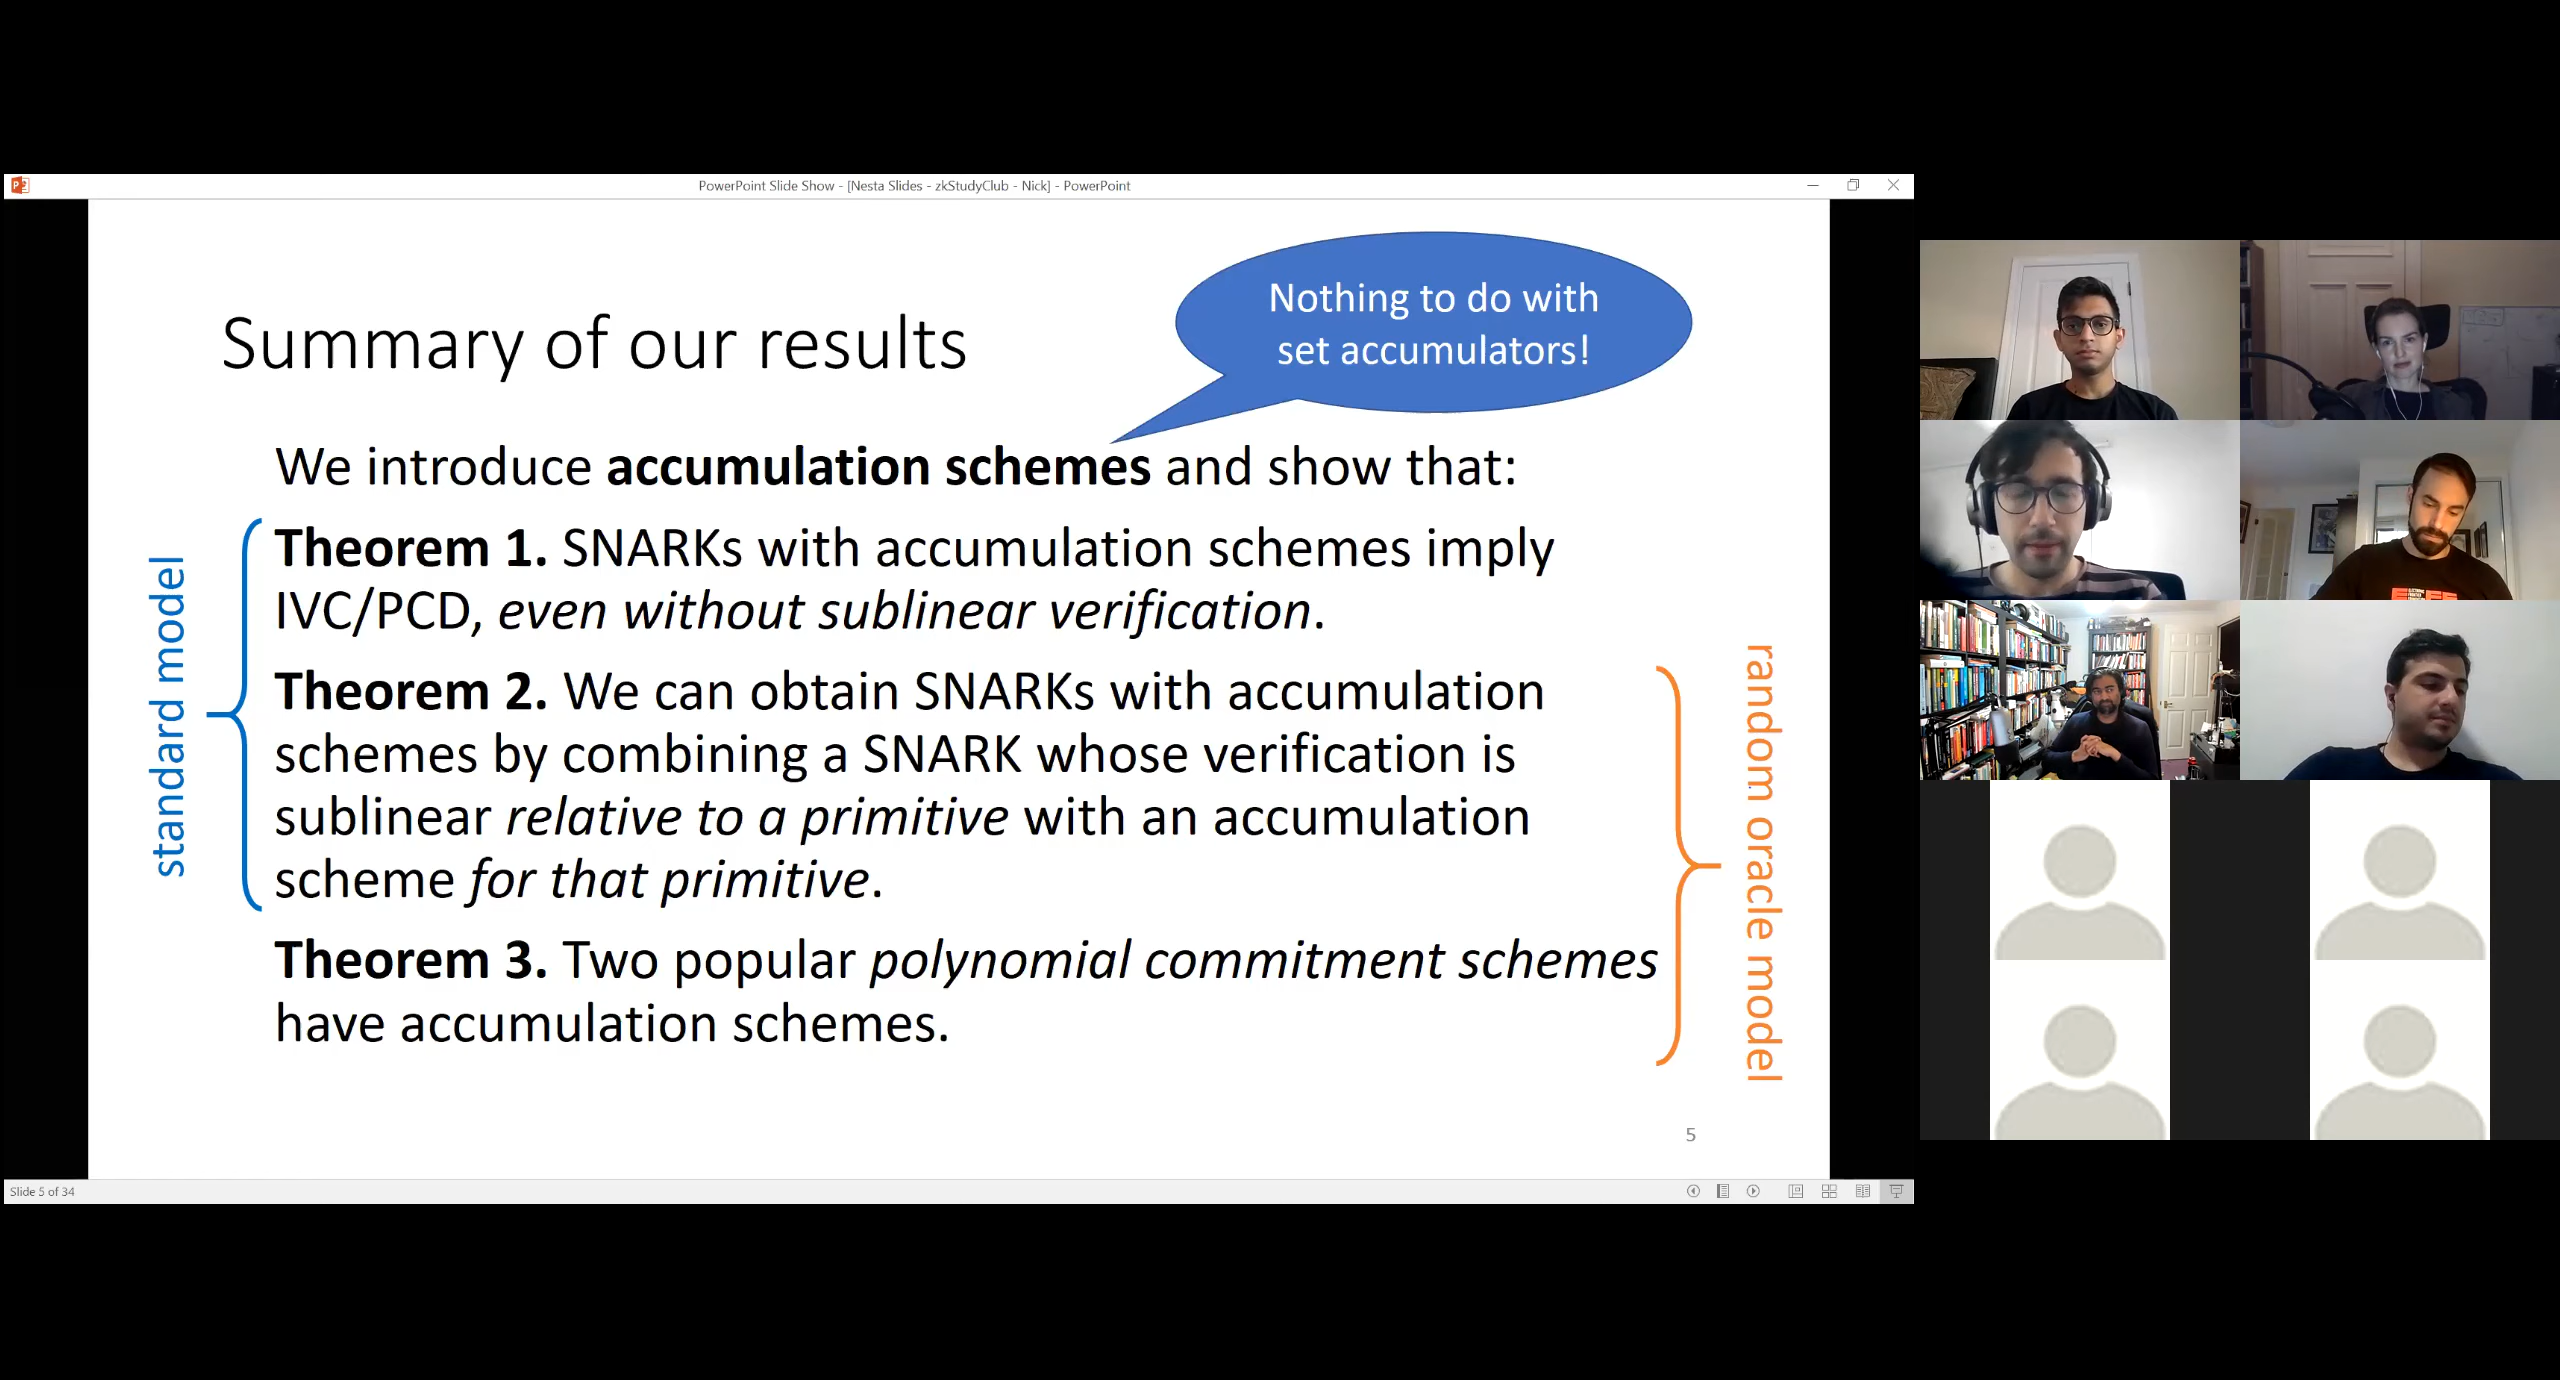 PowerPoint Slide Show - [Nesta Slides - zkStudyClub - Nick] - PowerPoint
Nothing to do with
set accumulators!
Summary of our results
We introduce accumulation schemes and show that:
Theorem 1. SNARKs with accumulation schemes imply
IVC/PCD, even without sublinear verification.
Theorem 2. We can obtain SNARKs with accumulation
schemes by combining a SNARK whose verification is
sublinear relative to a primitive with an accumulation
scheme for that primitive.
Theorem 3. Two popular polynomial commitment schemes
have accumulation schemes.
standard model
random oracle model
5
Slide 5 of 34